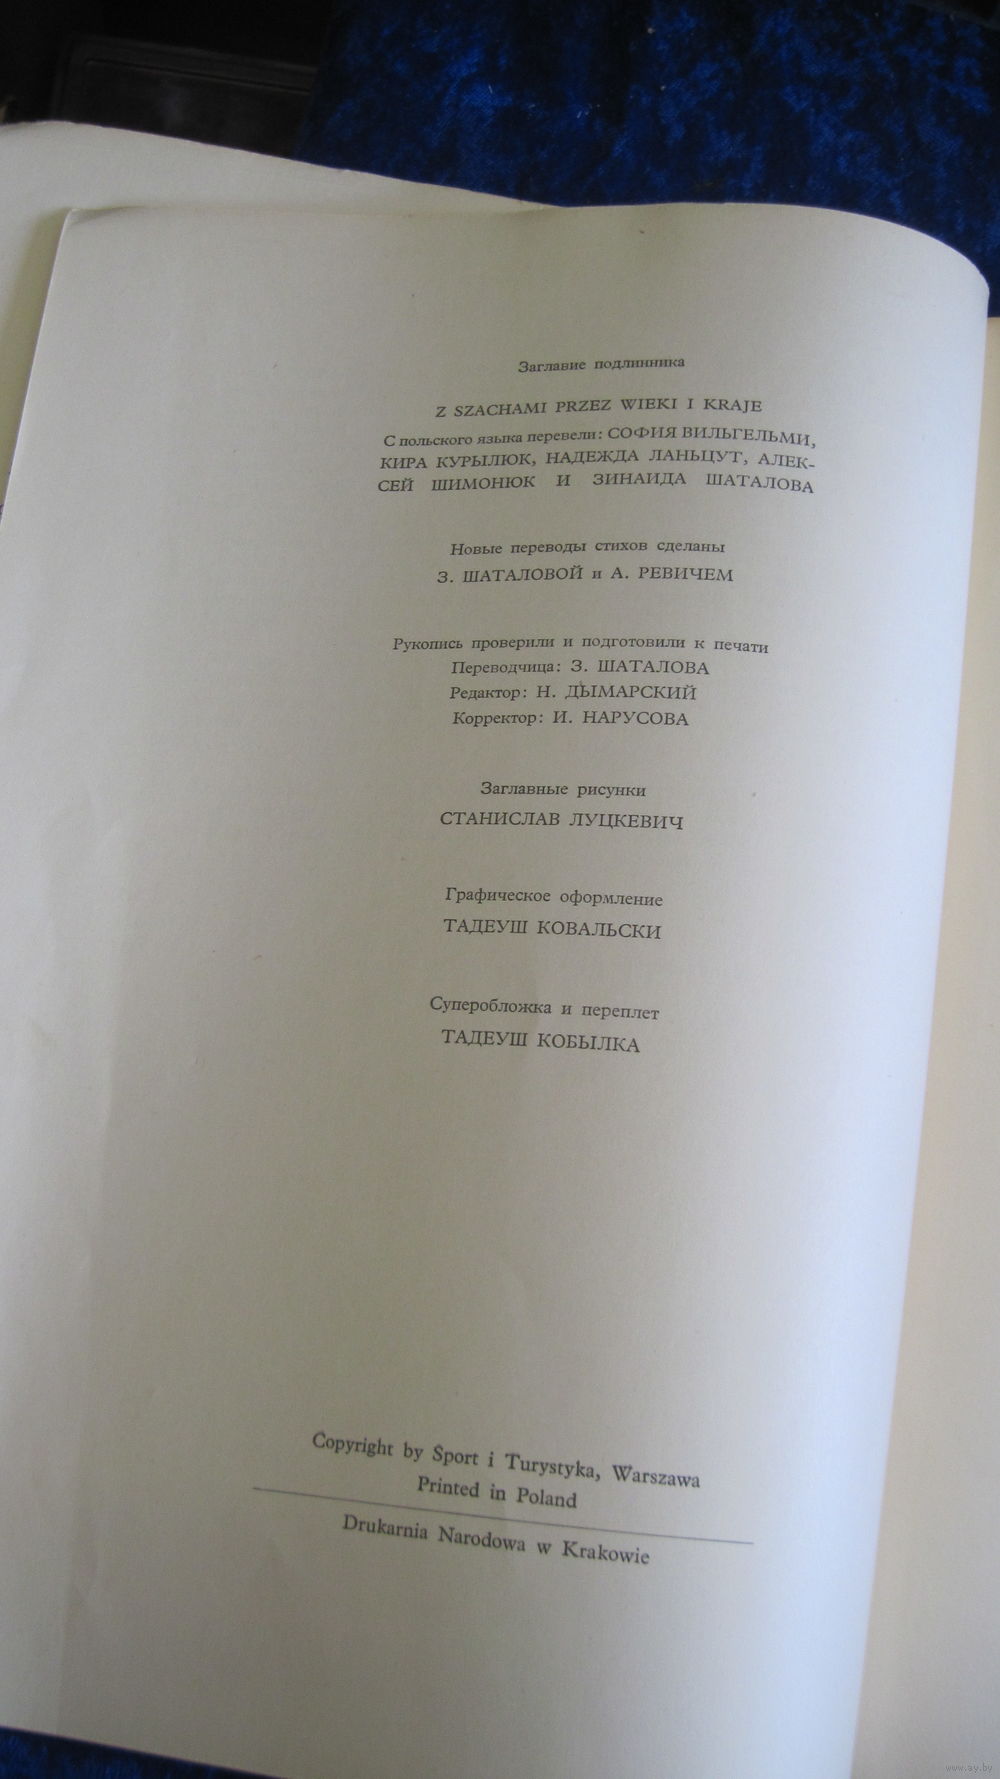 Заглавие подлинника
Z SZACHAMI PRZEZ WIEKI I KRAJE
С польского языка перевели: СОФИЯ ВИЛЬГЕЛЬМИ,
КИРА КУРЫЛЮК, НАДЕЖДА ЛАНЬЦУТ, АЛЕК-
СЕЙ ШИМОНЮК И ЗИНАИДА ШАТАЛОВА
Новые переводы стихов сделаны
З. ШАТАЛОВОЙ и А. РЕВИЧЕМ
Рукопись проверили и подготовили к печати
Переводчица: З. ШАТАЛОВА
Редактор: Н. ДЫМАРСКИЙ
Корректор: И. НАРУСОВА
Заглавные рисунки
СТАНИСЛАВ ЛУЦКЕВИЧ
Графическое оформление
ТАДЕУШ КОВАЛЬСКИ
Суперобложка и переплет
ТАДЕУШ КОБЫЛКА
Copyright by Sport i Turystyka, Warszawa
Printed in Poland
Drukarnia Narodowa w Krakowie
www.ay.by